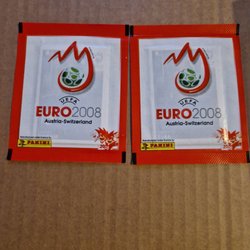 UEFA
EURO2008
Austria-Switzerland
PANINI
UEFA
EURO2008
Austria-Switzerland
PANINI